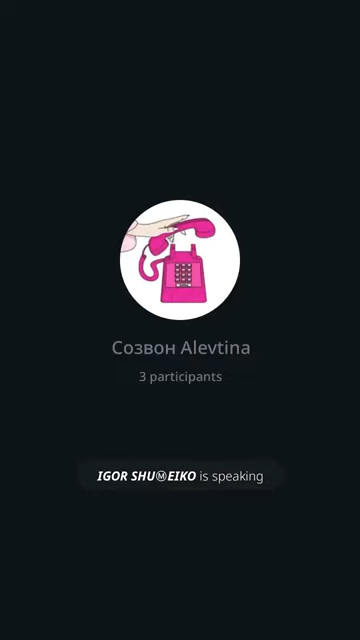 Созвон Alevtina
3 participants
IGOR SHUⓂEIKO is speaking